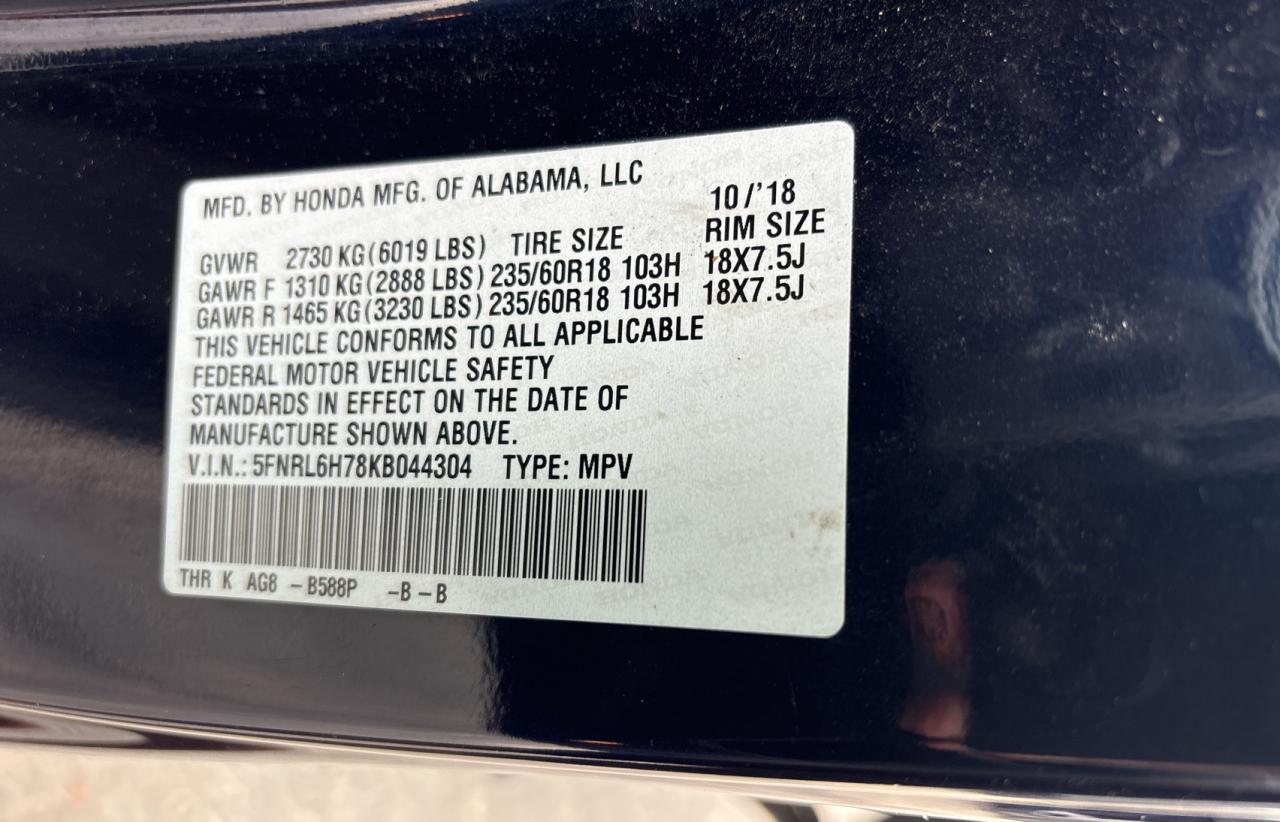 MFD. BY HONDA MFG. OF ALABAMA, LLC 10/'18
GVWR 2730 KG(6019 LBS) TIRE SIZE RIM SIZE
GAWR F 1310 KG(2888 LBS) 235/60R18 103H 18X7.5J
GAWR R 1465 KG(3230 LBS) 235/60R18 103H 18X7.5J
THIS VEHICLE CONFORMS TO ALL APPLICABLE
FEDERAL MOTOR VEHICLE SAFETY
STANDARDS IN EFFECT ON THE DATE OF
MANUFACTURE SHOWN ABOVE.
V.I.N.: 5FNRL6H78KB044304 TYPE: MPV
THR K AG8 -B588P -B -B